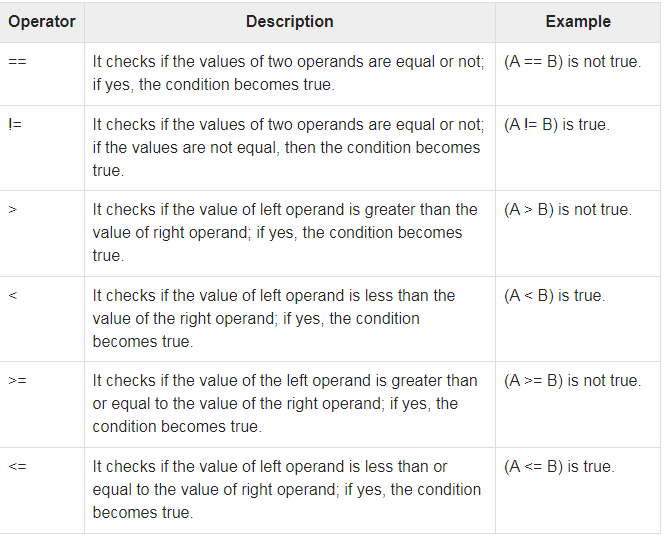 Operator Description Example
== It checks if the values of two operands are equal or not; (A == B) is not true.
if yes, the condition becomes true.
!= It checks if the values of two operands are equal or not; (A != B) is true.
if the values are not equal, then the condition becomes
true.
> It checks if the value of left operand is greater than the (A > B) is not true.
value of right operand; if yes, the condition becomes
true.
< It checks if the value of left operand is less than the (A < B) is true.
value of the right operand; if yes, the condition
becomes true.
>= It checks if the value of the left operand is greater than (A >= B) is not true.
or equal to the value of the right operand; if yes, the
condition becomes true.
<= It checks if the value of left operand is less than or (A <= B) is true.
equal to the value of right operand; if yes, the condition
becomes true.